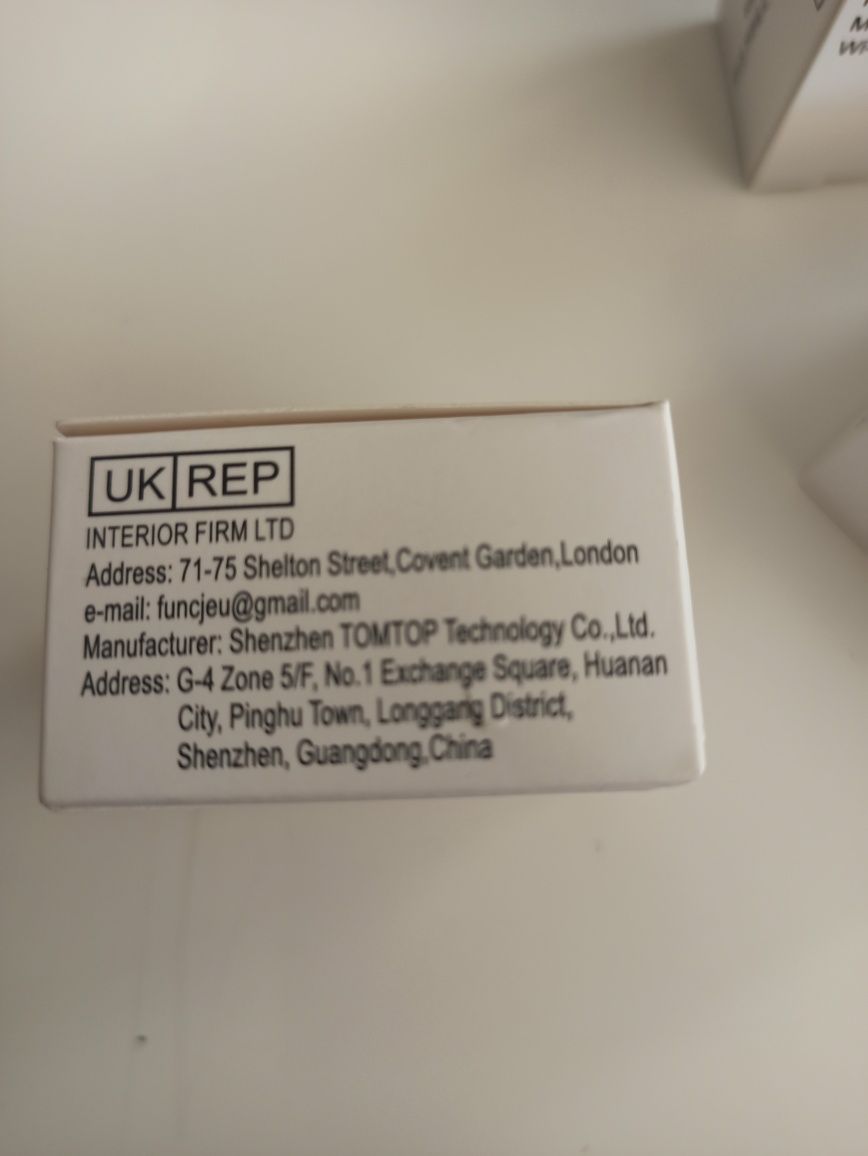 UK REP
INTERIOR FIRM LTD
Address: 71-75 Shelton Street,Covent Garden,London
e-mail: funcjeu@gmail.com
Manufacturer: Shenzhen TOMTOP Technology Co.,Ltd.
Address: G-4 Zone 5/F, No.1 Exchange Square, Huanan
City, Pinghu Town, Longgang District,
Shenzhen, Guangdong,China